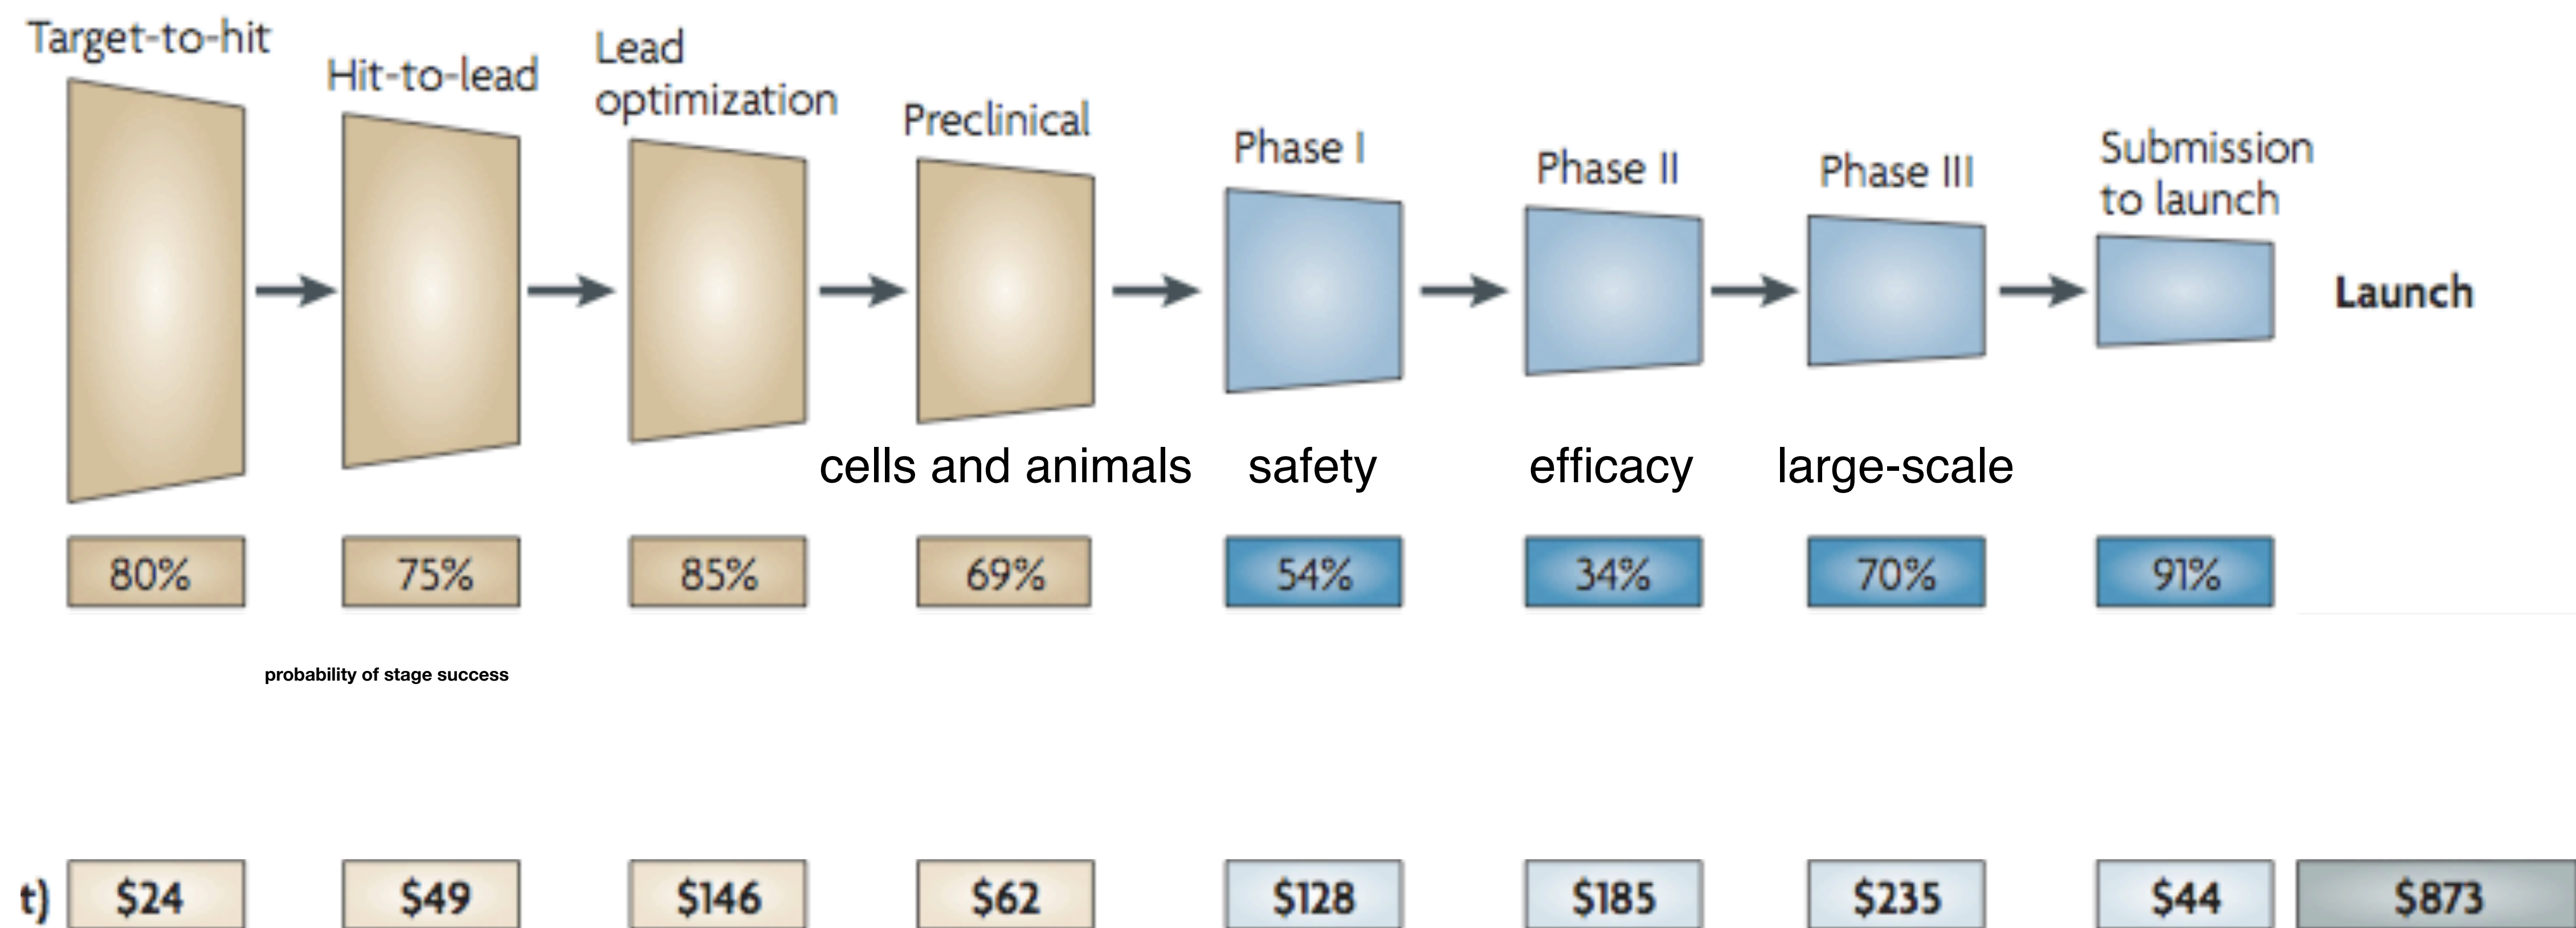 Target-to-hit
Hit-to-lead
Lead
optimization
Preclinical
Phase I
Phase II
Phase III
Submission
to launch
Launch
cells and animals
safety
efficacy
large-scale
80%
75%
85%
69%
54%
34%
70%
91%
probability of stage success
t)
$24
$49
$146
$62
$128
$185
$235
$44
$873